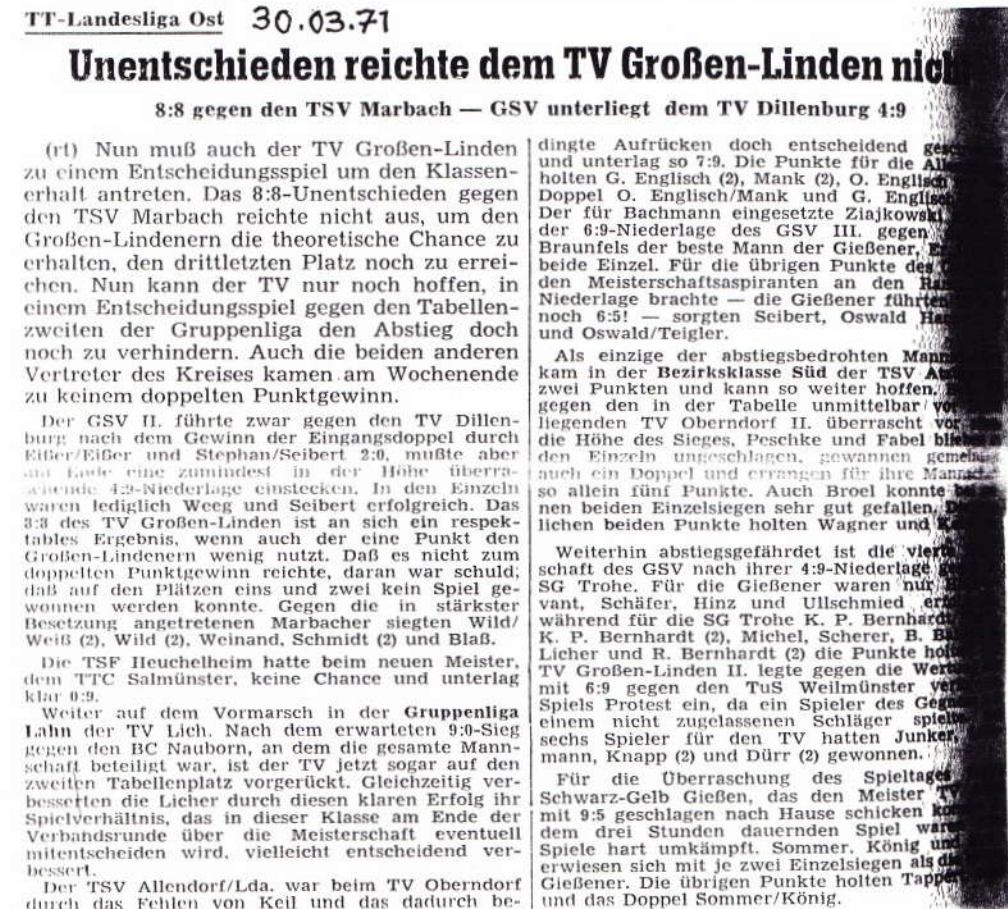 TT-Landesliga Ost 30.03.71
Unentschieden reichte dem TV Großen-Linden
8:8 gegen den TSV Marbach — GSV unterliegt dem TV Dillenburg 4:9
(rt) Nun muß auch der TV Großen-Linden
zu einem Entscheidungsspiel um den Klassen-
erhalt antreten. Das 8:8-Unentschieden gegen
den TSV Marbach reichte nicht aus, um den
Großen-Lindenern die theoretische Chance zu
erhalten, den drittletzten Platz noch zu errei-
chen. Nun kann der TV nur noch hoffen, in
einem Entscheidungsspiel gegen den Tabellen-
zweiten der Gruppenliga den Abstieg doch
noch zu verhindern. Auch die beiden anderen
Vertreter des Kreises kamen am Wochenende
zu keinem doppelten Punktgewinn.
Der GSV II. führte zwar gegen den TV Dillen-
burg nach dem Gewinn der Eingangsdoppel durch
Eißer/Eißer und Stephan/Seibert 2:0, mußte aber
am Ende eine zumindest in der Höhe überra-
schende 4:9-Niederlage einstecken. In den Einzeln
waren lediglich Weeg und Seibert erfolgreich. Das
8:8 des TV Großen-Linden ist an sich ein respek-
tables Ergebnis, wenn auch der eine Punkt den
Großen-Lindenern wenig nutzt. Daß es nicht zum
doppelten Punktgewinn reichte, daran war schuld,
daß auf den Plätzen eins und zwei kein Spiel ge-
wonnen werden konnte. Gegen die in stärkster
Besetzung angetretenen Marbacher siegten Wild/
Weiß (2), Wild (2), Weinand, Schmidt (2) und Blaß.
Die TSF Heuchelheim hatte beim neuen Meister,
dem TTC Salmünster, keine Chance und unterlag
klar 0:9.
Weiter auf dem Vormarsch in der Gruppenliga
Lahn der TV Lich. Nach dem erwarteten 9:0-Sieg
gegen den BC Nauborn, an dem die gesamte Mann-
schaft beteiligt war, ist der TV jetzt sogar auf den
zweiten Tabellenplatz vorgerückt. Gleichzeitig ver-
besserten die Licher durch diesen klaren Erfolg ihr
Spielverhältnis, das in dieser Klasse am Ende der
Verbandsrunde über die Meisterschaft eventuell
mitentscheiden wird, vielleicht entscheidend ver-
bessert.
Der TSV Allendorf/Lda. war beim TV Oberndorf
durch das Fehlen von Keil und das dadurch be-
dingte Aufrücken doch entscheidend
und unterlag so 7:9. Die Punkte für die
holten G. Englisch (2), Mank (2), O. Englisch
Doppel O. Englisch/Mank und G. Englisch
Der für Bachmann eingesetzte Ziajkowski
der 6:9-Niederlage des GSV III. gegen
Braunfels der beste Mann der Gießener,
beide Einzel. Für die übrigen Punkte des
den Meisterschaftsaspiranten an den
Niederlage brachte — die Gießener führten
noch 6:5! — sorgten Seibert, Oswald
und Oswald/Teigler.
Als einzige der abstiegsbedrohten
kam in der Bezirksklasse Süd der TSV
zwei Punkten und kann so weiter hoffen.
gegen den in der Tabelle unmittelbar
liegenden TV Oberndorf II. überrascht
die Höhe des Sieges, Peschke und Fabel
den Einzeln ungeschlagen, gewannen
auch ein Doppel und errangen für ihre
so allein fünf Punkte. Auch Broel konnte
nen beiden Einzelsiegen sehr gut gefallen.
lichen beiden Punkte holten Wagner und
Weiterhin abstiegsgefährdet ist die
schaft des GSV nach ihrer 4:9-Niederlage
SG Trohe. Für die Gießener waren nur
vant, Schäfer, Hinz und Ullschmied
während für die SG Trohe K. P. Bernhardt
K. P. Bernhardt (2), Michel, Scherer, B.
Licher und R. Bernhardt (2) die Punkte
TV Großen-Linden II. legte gegen die
mit 6:9 gegen den TuS Weilmünster
Spiels Protest ein, da ein Spieler des
einem nicht zugelassenen Schläger
sechs Spieler für den TV hatten Junker,
mann, Knapp (2) und Dürr (2) gewonnen.
Für die Überraschung des Spieltages
Schwarz-Gelb Gießen, das den Meister
mit 9:5 geschlagen nach Hause schicken
dem drei Stunden dauernden Spiel
Spiele hart umkämpft. Sommer, König und
erwiesen sich mit je zwei Einzelsiegen als
Gießener. Die übrigen Punkte holten
und das Doppel Sommer/König.